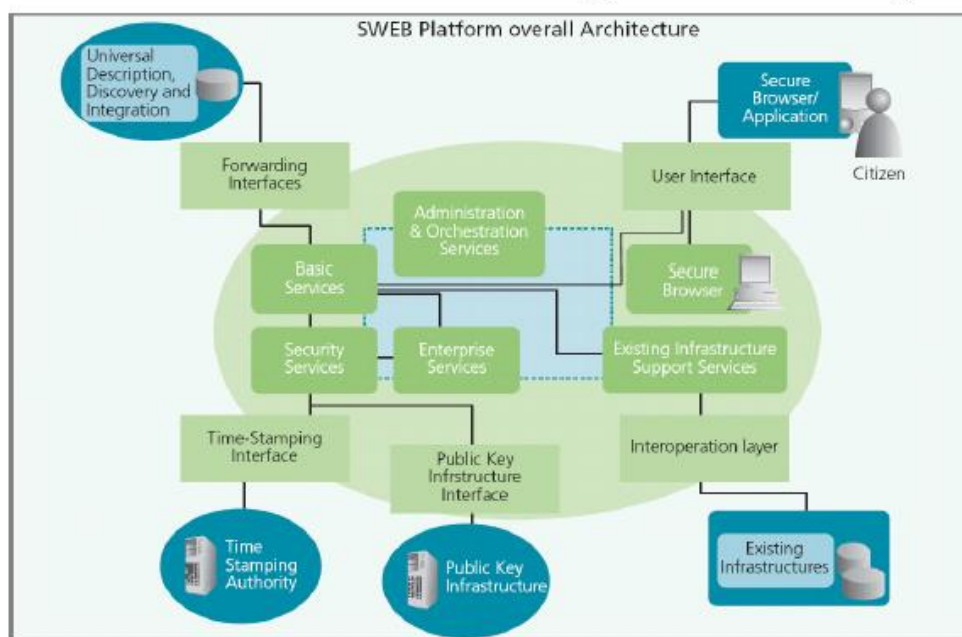 SWEB Platform overall Architecture
Universal
Description,
Discovery and
Integration
Secure
Browser/
Application
Citizen
Forwarding
Interfaces
User Interface
Administration
& Orchestration
Services
Basic
Services
Secure
Browser
Security
Services
Enterprise
Services
Existing Infrastructure
Support Services
Time-Stamping
Interface
Public Key
Infrstructure
Interface
Interoperation layer
Time
Stamping
Authority
Public Key
Infrastructure
Existing
Infrastructures